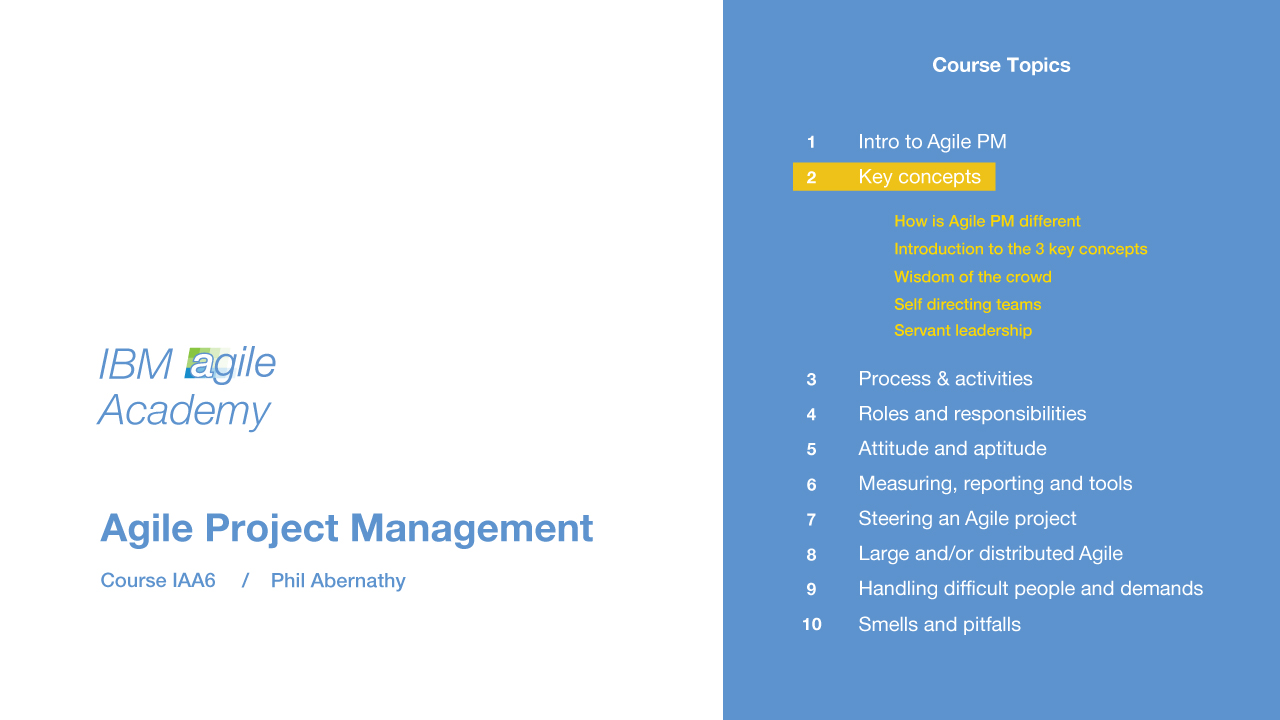 IBM agile
Academy
Agile Project Management
Course IAA6 / Phil Abernathy
Course Topics
1 Intro to Agile PM
2 Key concepts
How is Agile PM different
Introduction to the 3 key concepts
Wisdom of the crowd
Self directing teams
Servant leadership
3 Process & activities
4 Roles and responsibilities
5 Attitude and aptitude
6 Measuring, reporting and tools
7 Steering an Agile project
8 Large and/or distributed Agile
9 Handling difficult people and demands
10 Smells and pitfalls